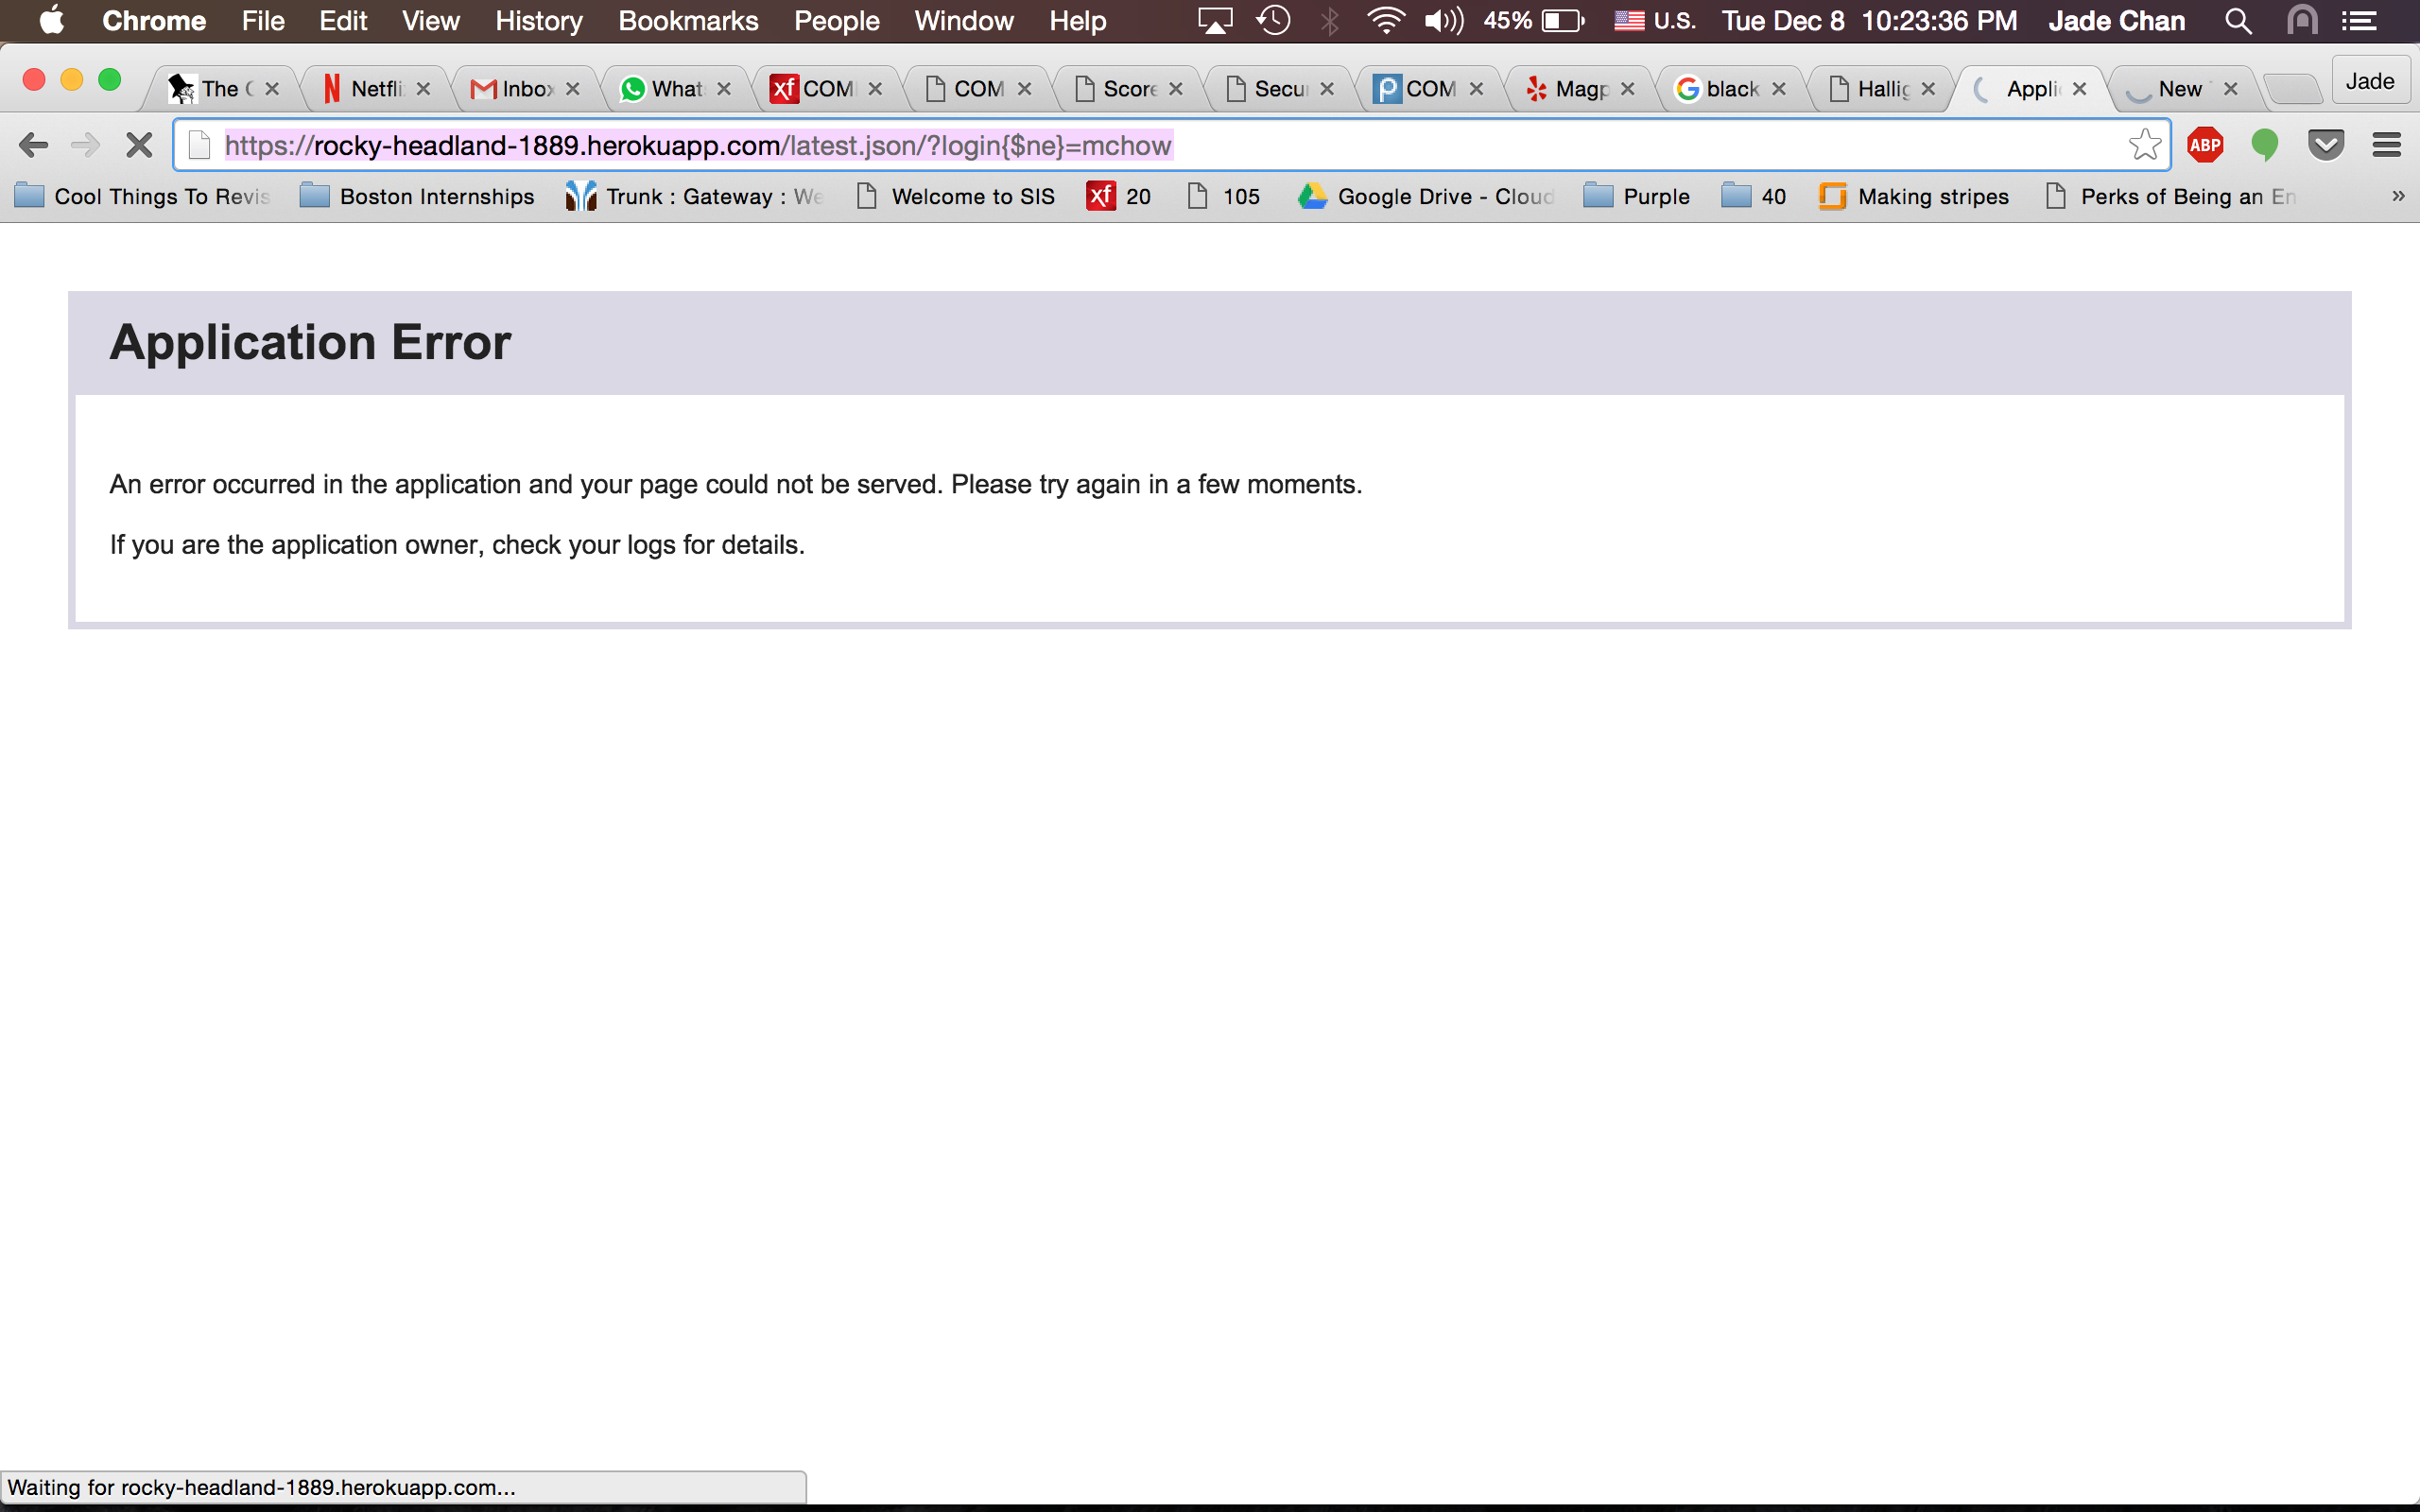 Chrome File Edit View History Bookmarks People Window Help 45% U.S. Tue Dec 8 10:23:36 PM Jade Chan
The Netfli Inbox What COM COM Score Secu COM Magp black Hallig Appli New Jade
https://rocky-headland-1889.herokuapp.com/latest.json/?login{$ne}=mchow ABP
Cool Things To Revis Boston Internships Trunk : Gateway : We Welcome to SIS xf 20 105 Google Drive - Cloud Purple 40 Making stripes Perks of Being an En »
Application Error
An error occurred in the application and your page could not be served. Please try again in a few moments.
If you are the application owner, check your logs for details.
Waiting for rocky-headland-1889.herokuapp.com...